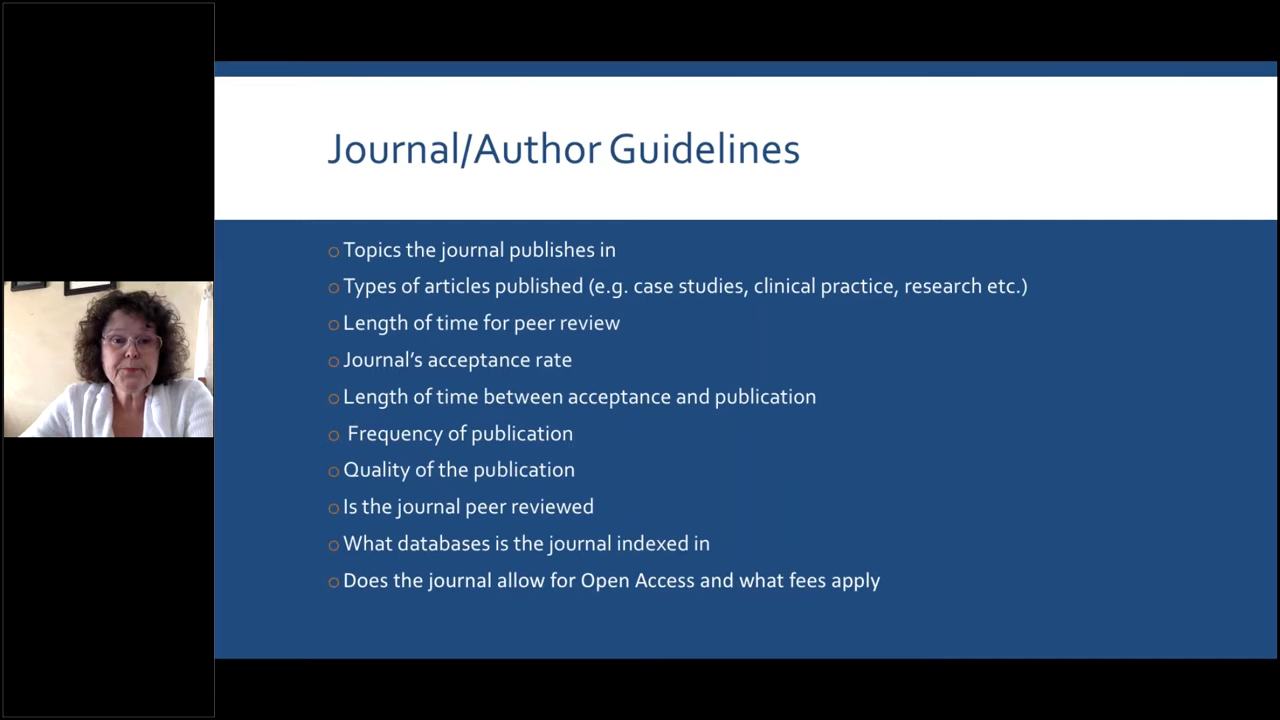 Journal/Author Guidelines
Topics the journal publishes in
Types of articles published (e.g. case studies, clinical practice, research etc.)
Length of time for peer review
Journal's acceptance rate
Length of time between acceptance and publication
Frequency of publication
Quality of the publication
Is the journal peer reviewed
What databases is the journal indexed in
Does the journal allow for Open Access and what fees apply